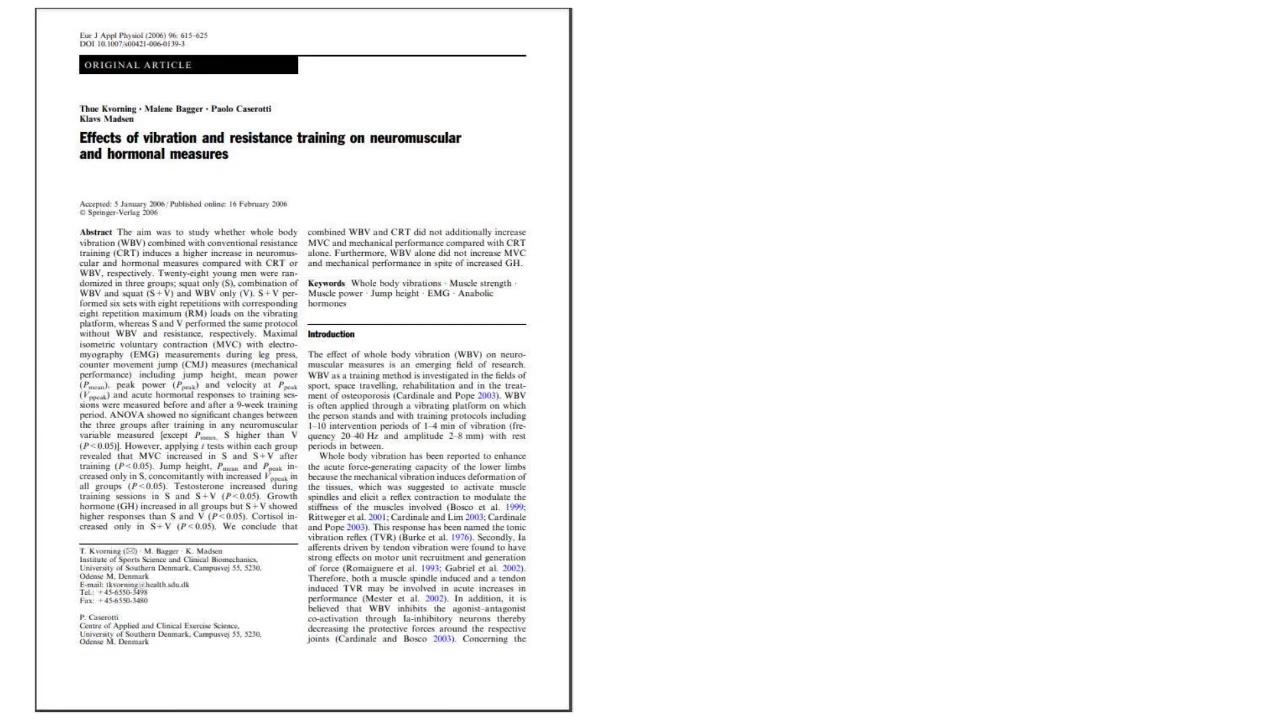 Eur J Appl Physiol (2006) 96: 615–625
DOI 10.1007/s00421-006-0139-3
ORIGINAL ARTICLE
Thue Kvorning · Malene Bagger · Paolo Caserotti
Klavs Madsen
Effects of vibration and resistance training on neuromuscular
and hormonal measures
Accepted: 5 January 2006 / Published online: 16 February 2006
© Springer-Verlag 2006
Abstract The aim was to study whether whole body
vibration (WBV) combined with conventional resistance
training (CRT) induces a higher increase in neuromus-
cular and hormonal measures compared with CRT or
WBV, respectively. Twenty-eight young men were ran-
domized in three groups; squat only (S), combination of
WBV and squat (S+V) and WBV only (V). S+V per-
formed six sets with eight repetitions with corresponding
eight repetition maximum (RM) loads on the vibrating
platform, whereas S and V performed the same protocol
without WBV and resistance, respectively. Maximal
isometric voluntary contraction (MVC) with electro-
myography (EMG) measurements during leg press,
counter movement jump (CMJ) measures (mechanical
performance) including jump height, mean power
(Pmean), peak power (Ppeak) and velocity at Ppeak
(Vppeak) and acute hormonal responses to training ses-
sions were measured before and after a 9-week training
period. ANOVA showed no significant changes between
the three groups after training in any neuromuscular
variable measured [except Pmean, S higher than V
(P<0.05)]. However, applying t tests within each group
revealed that MVC increased in S and S+V after
training (P<0.05). Jump height, Pmean and Ppeak in-
creased only in S, concomitantly with increased Vppeak in
all groups (P<0.05). Testosterone increased during
training sessions in S and S+V (P<0.05). Growth
hormone (GH) increased in all groups but S+V showed
higher responses than S and V (P<0.05). Cortisol in-
creased only in S+V (P<0.05). We conclude that
T. Kvorning (✉) · M. Bagger · K. Madsen
Institute of Sports Science and Clinical Biomechanics,
University of Southern Denmark, Campusvej 55, 5230,
Odense M, Denmark
E-mail: tkvorning@health.sdu.dk
Tel.: +45-6550-3498
Fax: +45-6550-3480
P. Caserotti
Centre of Applied and Clinical Exercise Science,
University of Southern Denmark, Campusvej 55, 5230,
Odense M, Denmark
combined WBV and CRT did not additionally increase
MVC and mechanical performance compared with CRT
alone. Furthermore, WBV alone did not increase MVC
and mechanical performance in spite of increased GH.
Keywords Whole body vibrations · Muscle strength ·
Muscle power · Jump height · EMG · Anabolic
hormones
Introduction
The effect of whole body vibration (WBV) on neuro-
muscular measures is an emerging field of research.
WBV as a training method is investigated in the fields of
sport, space travelling, rehabilitation and in the treat-
ment of osteoporosis (Cardinale and Pope 2003). WBV
is often applied through a vibrating platform on which
the person stands and with training protocols including
1–10 intervention periods of 1–4 min of vibration (fre-
quency 20–40 Hz and amplitude 2–8 mm) with rest
periods in between.
Whole body vibration has been reported to enhance
the acute force-generating capacity of the lower limbs
because the mechanical vibration induces deformation of
the tissues, which was suggested to activate muscle
spindles and elicit a reflex contraction to modulate the
stiffness of the muscles involved (Bosco et al. 1999;
Rittweger et al. 2001; Cardinale and Lim 2003; Cardinale
and Pope 2003). This response has been named the tonic
vibration reflex (TVR) (Burke et al. 1976). Secondly, Ia
afferents driven by tendon vibration were found to have
strong effects on motor unit recruitment and generation
of force (Romaiguere et al. 1993; Gabriel et al. 2002).
Therefore, both a muscle spindle induced and a tendon
induced TVR may be involved in acute increases in
performance (Mester et al. 2002). In addition, it is
believed that WBV inhibits the agonist–antagonist
co-activation through Ia-inhibitory neurons thereby
decreasing the protective forces around the respective
joints (Cardinale and Bosco 2003). Concerning the